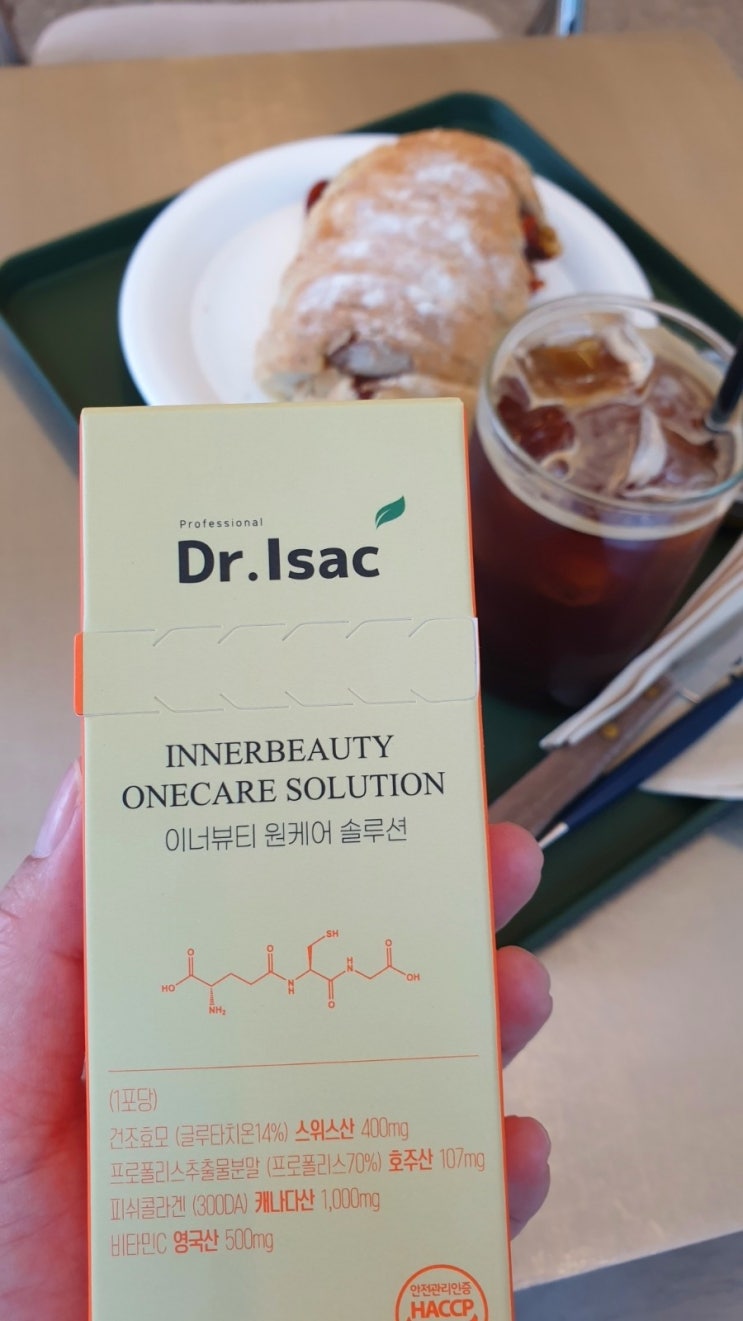 Professional
Dr.Isac
INNERBEAUTY
ONECARE SOLUTION
이너뷰티 원케어 솔루션
SH
O
O
O
HO
N
H
H
N
OH
NH₂
O
(1포당)
건조효모 (글루타치온14%) 스위스산 400mg
프로폴리스추출물분말 (프로폴리스70%) 호주산 107mg
피쉬콜라겐 (300DA) 캐나다산 1,000mg
비타민C 영국산 500mg
안전관리인증
HACCP